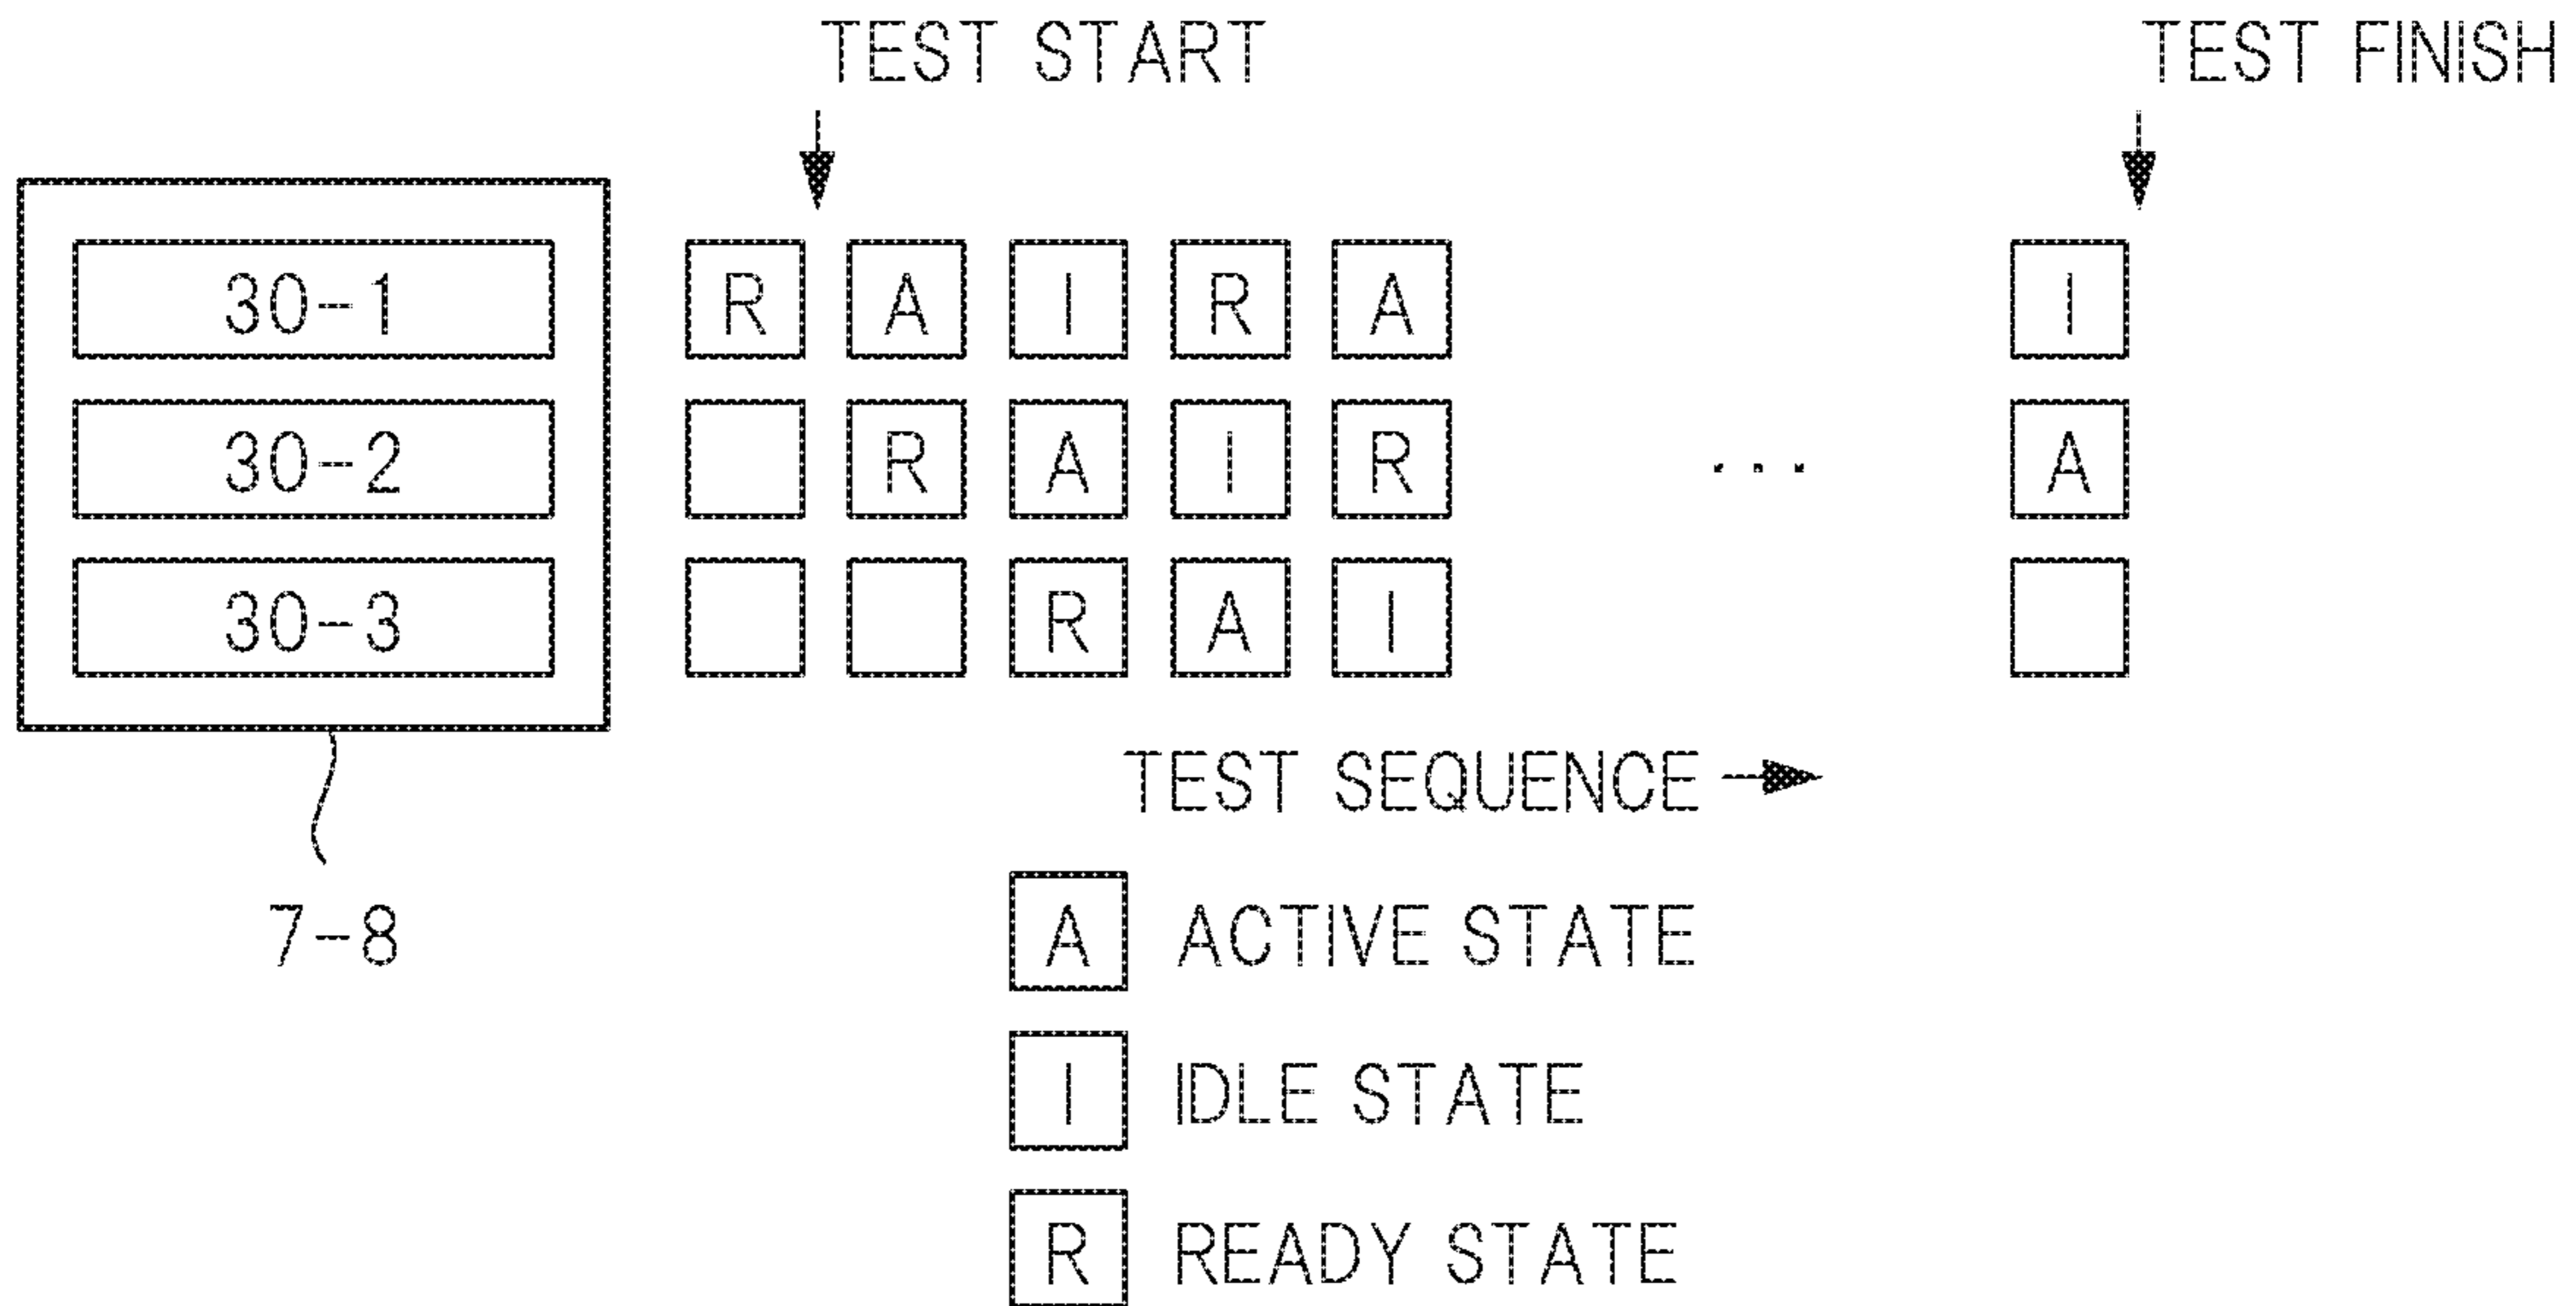 TEST START TEST FINISH
30-1 R A I R A I
30-2 R A I R ... A
30-3 R A I
TEST SEQUENCE
7-8
A ACTIVE STATE
I IDLE STATE
R READY STATE